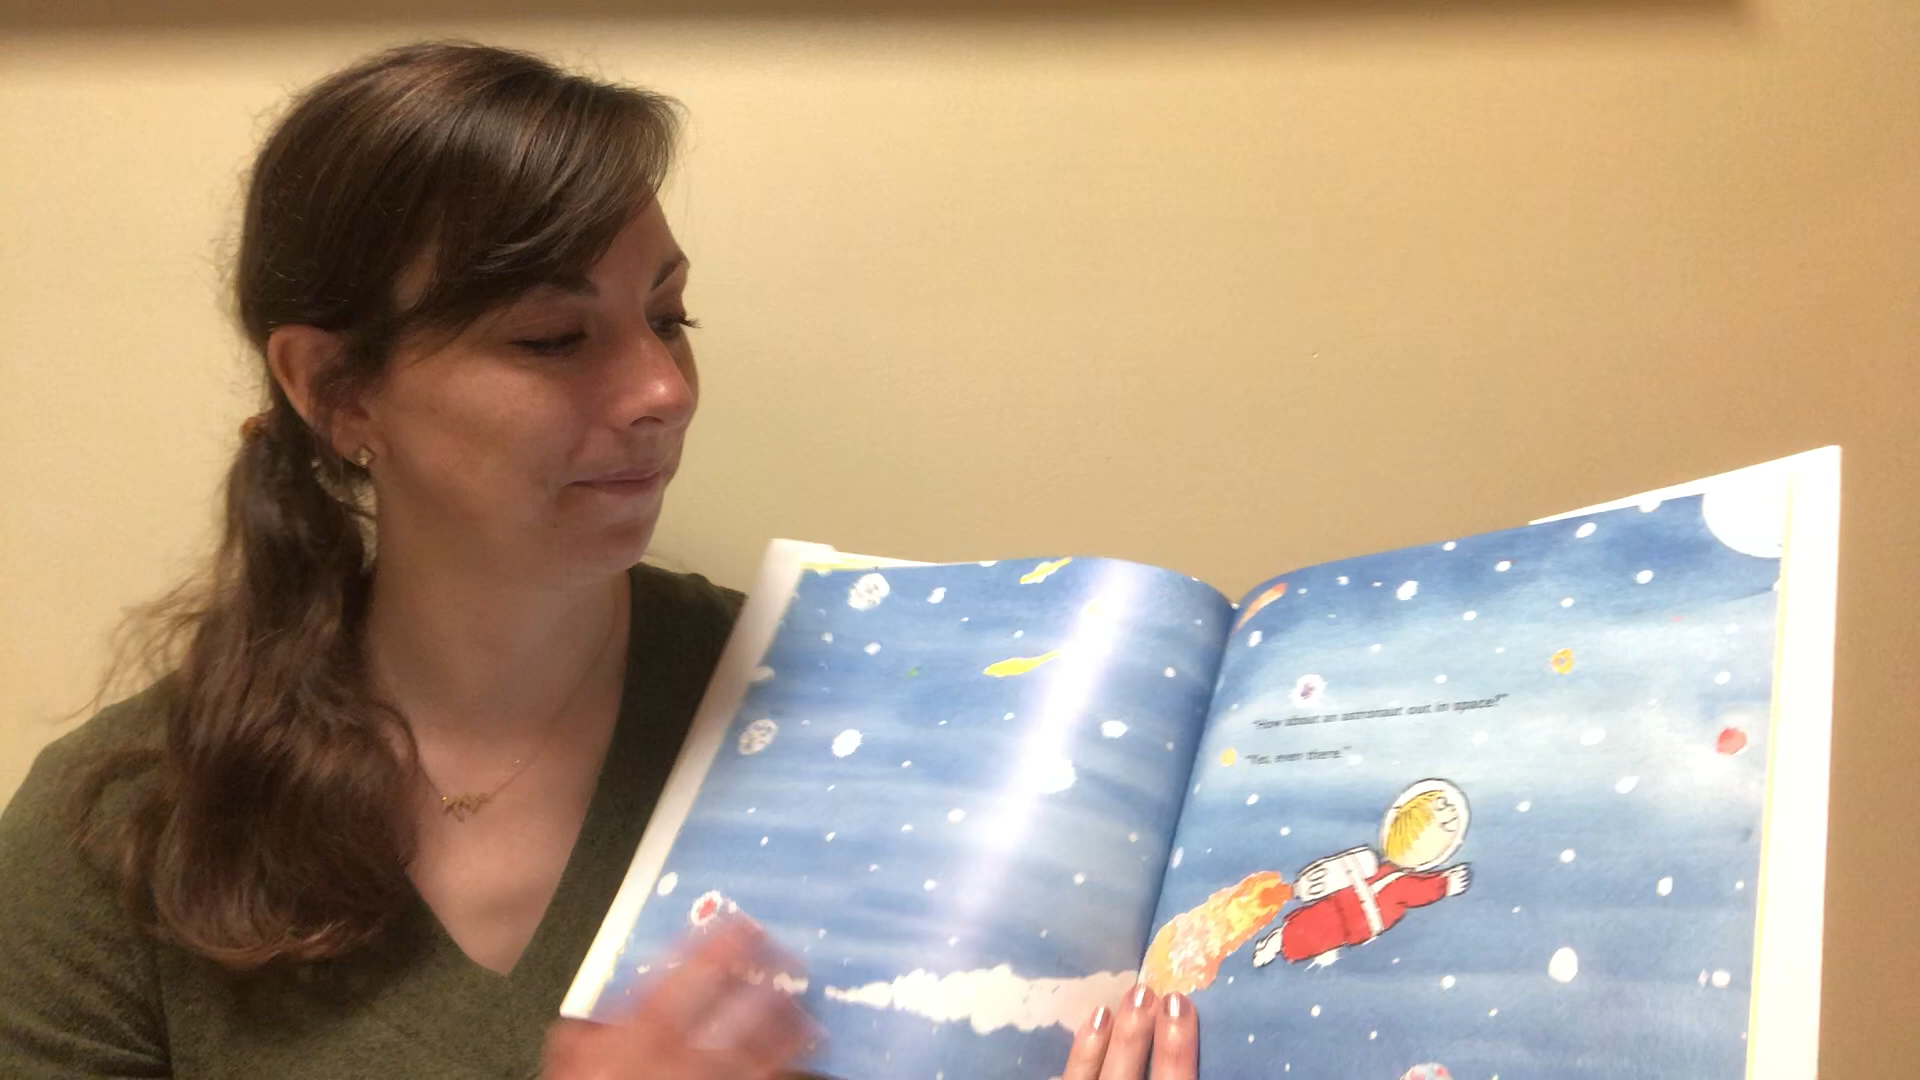 "How about an astronaut out in space?"
"Yes, even there."